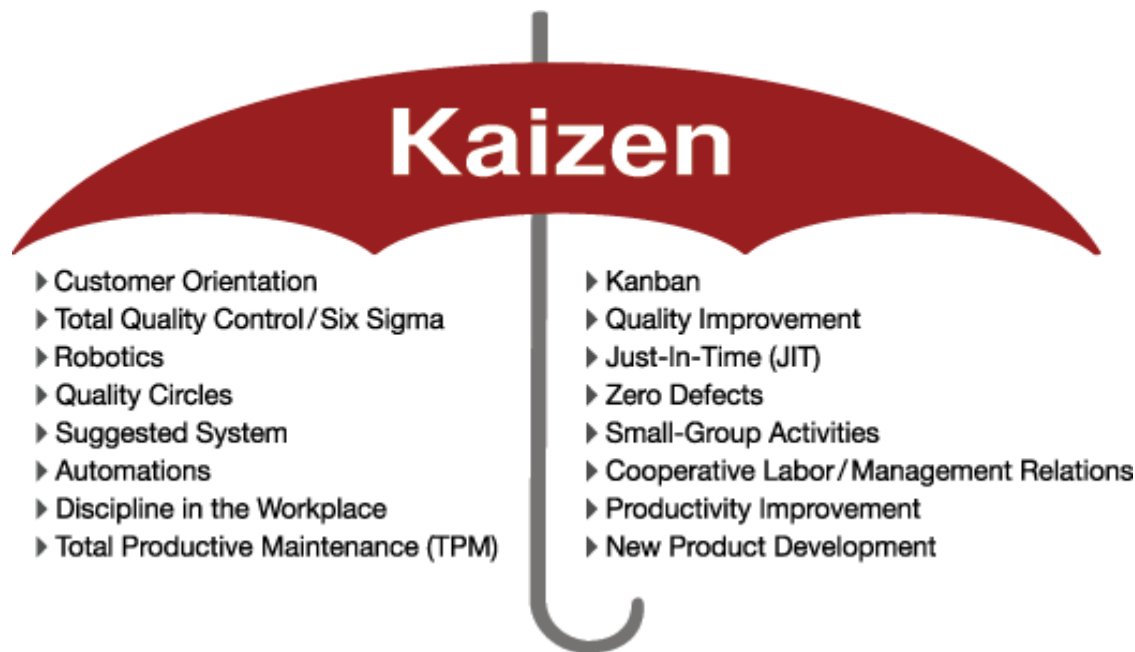 Kaizen
Customer Orientation
Total Quality Control/Six Sigma
Robotics
Quality Circles
Suggested System
Automations
Discipline in the Workplace
Total Productive Maintenance (TPM)
Kanban
Quality Improvement
Just-In-Time (JIT)
Zero Defects
Small-Group Activities
Cooperative Labor/Management Relations
Productivity Improvement
New Product Development